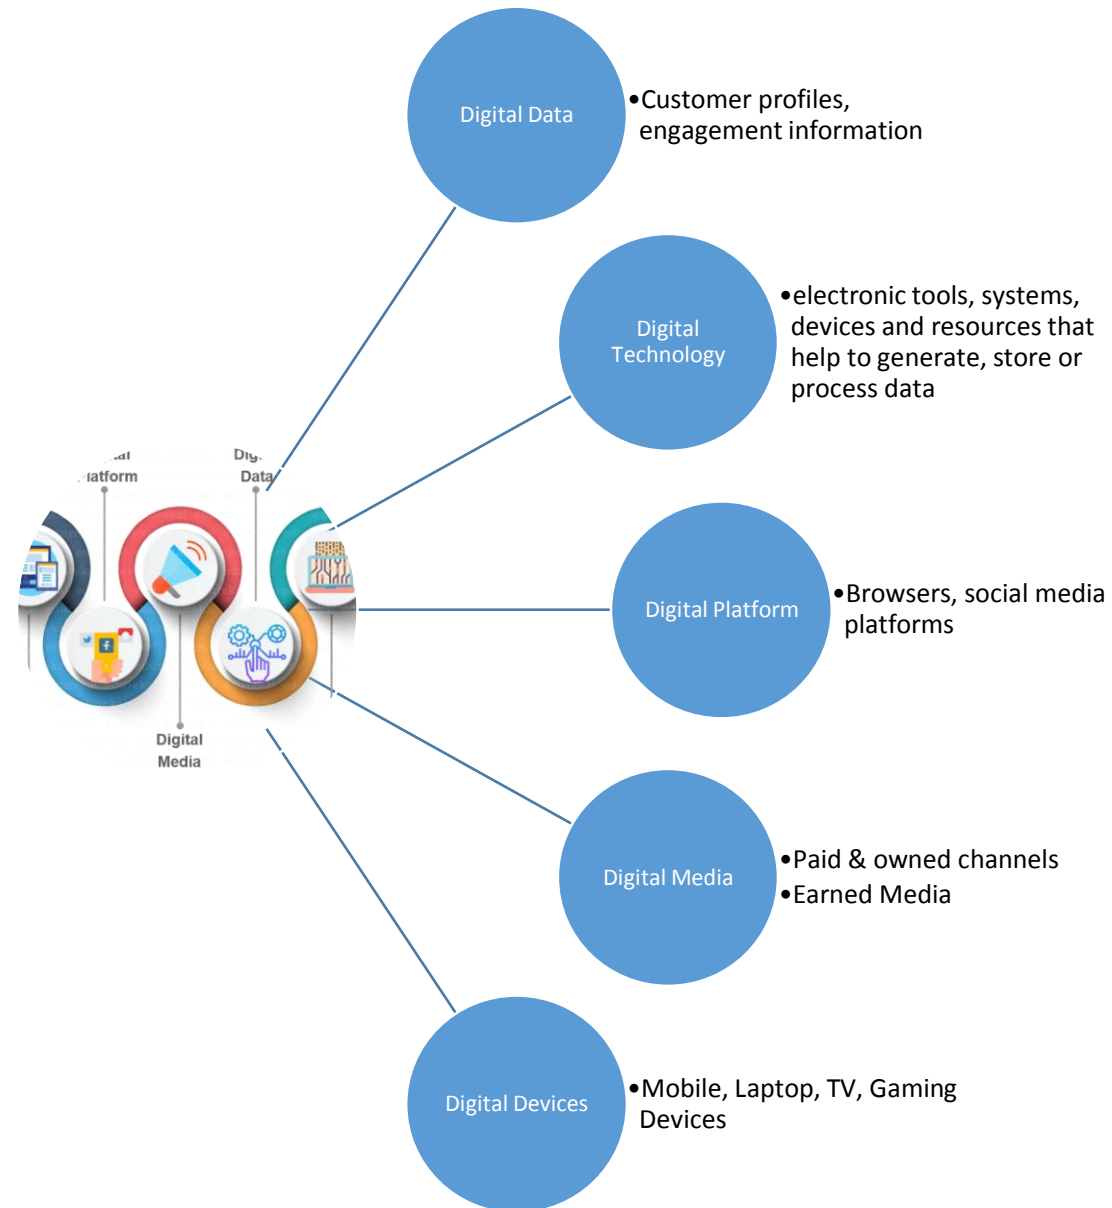 Digital Data
•Customer profiles,
engagement information
Digital
Technology
•electronic tools, systems,
devices and resources that
help to generate, store or
process data
Data
Digital Platform
•Browsers, social media
platforms
Digital
Media
Digital Media
•Paid & owned channels
•Earned Media
Digital Devices
•Mobile, Laptop, TV, Gaming
Devices